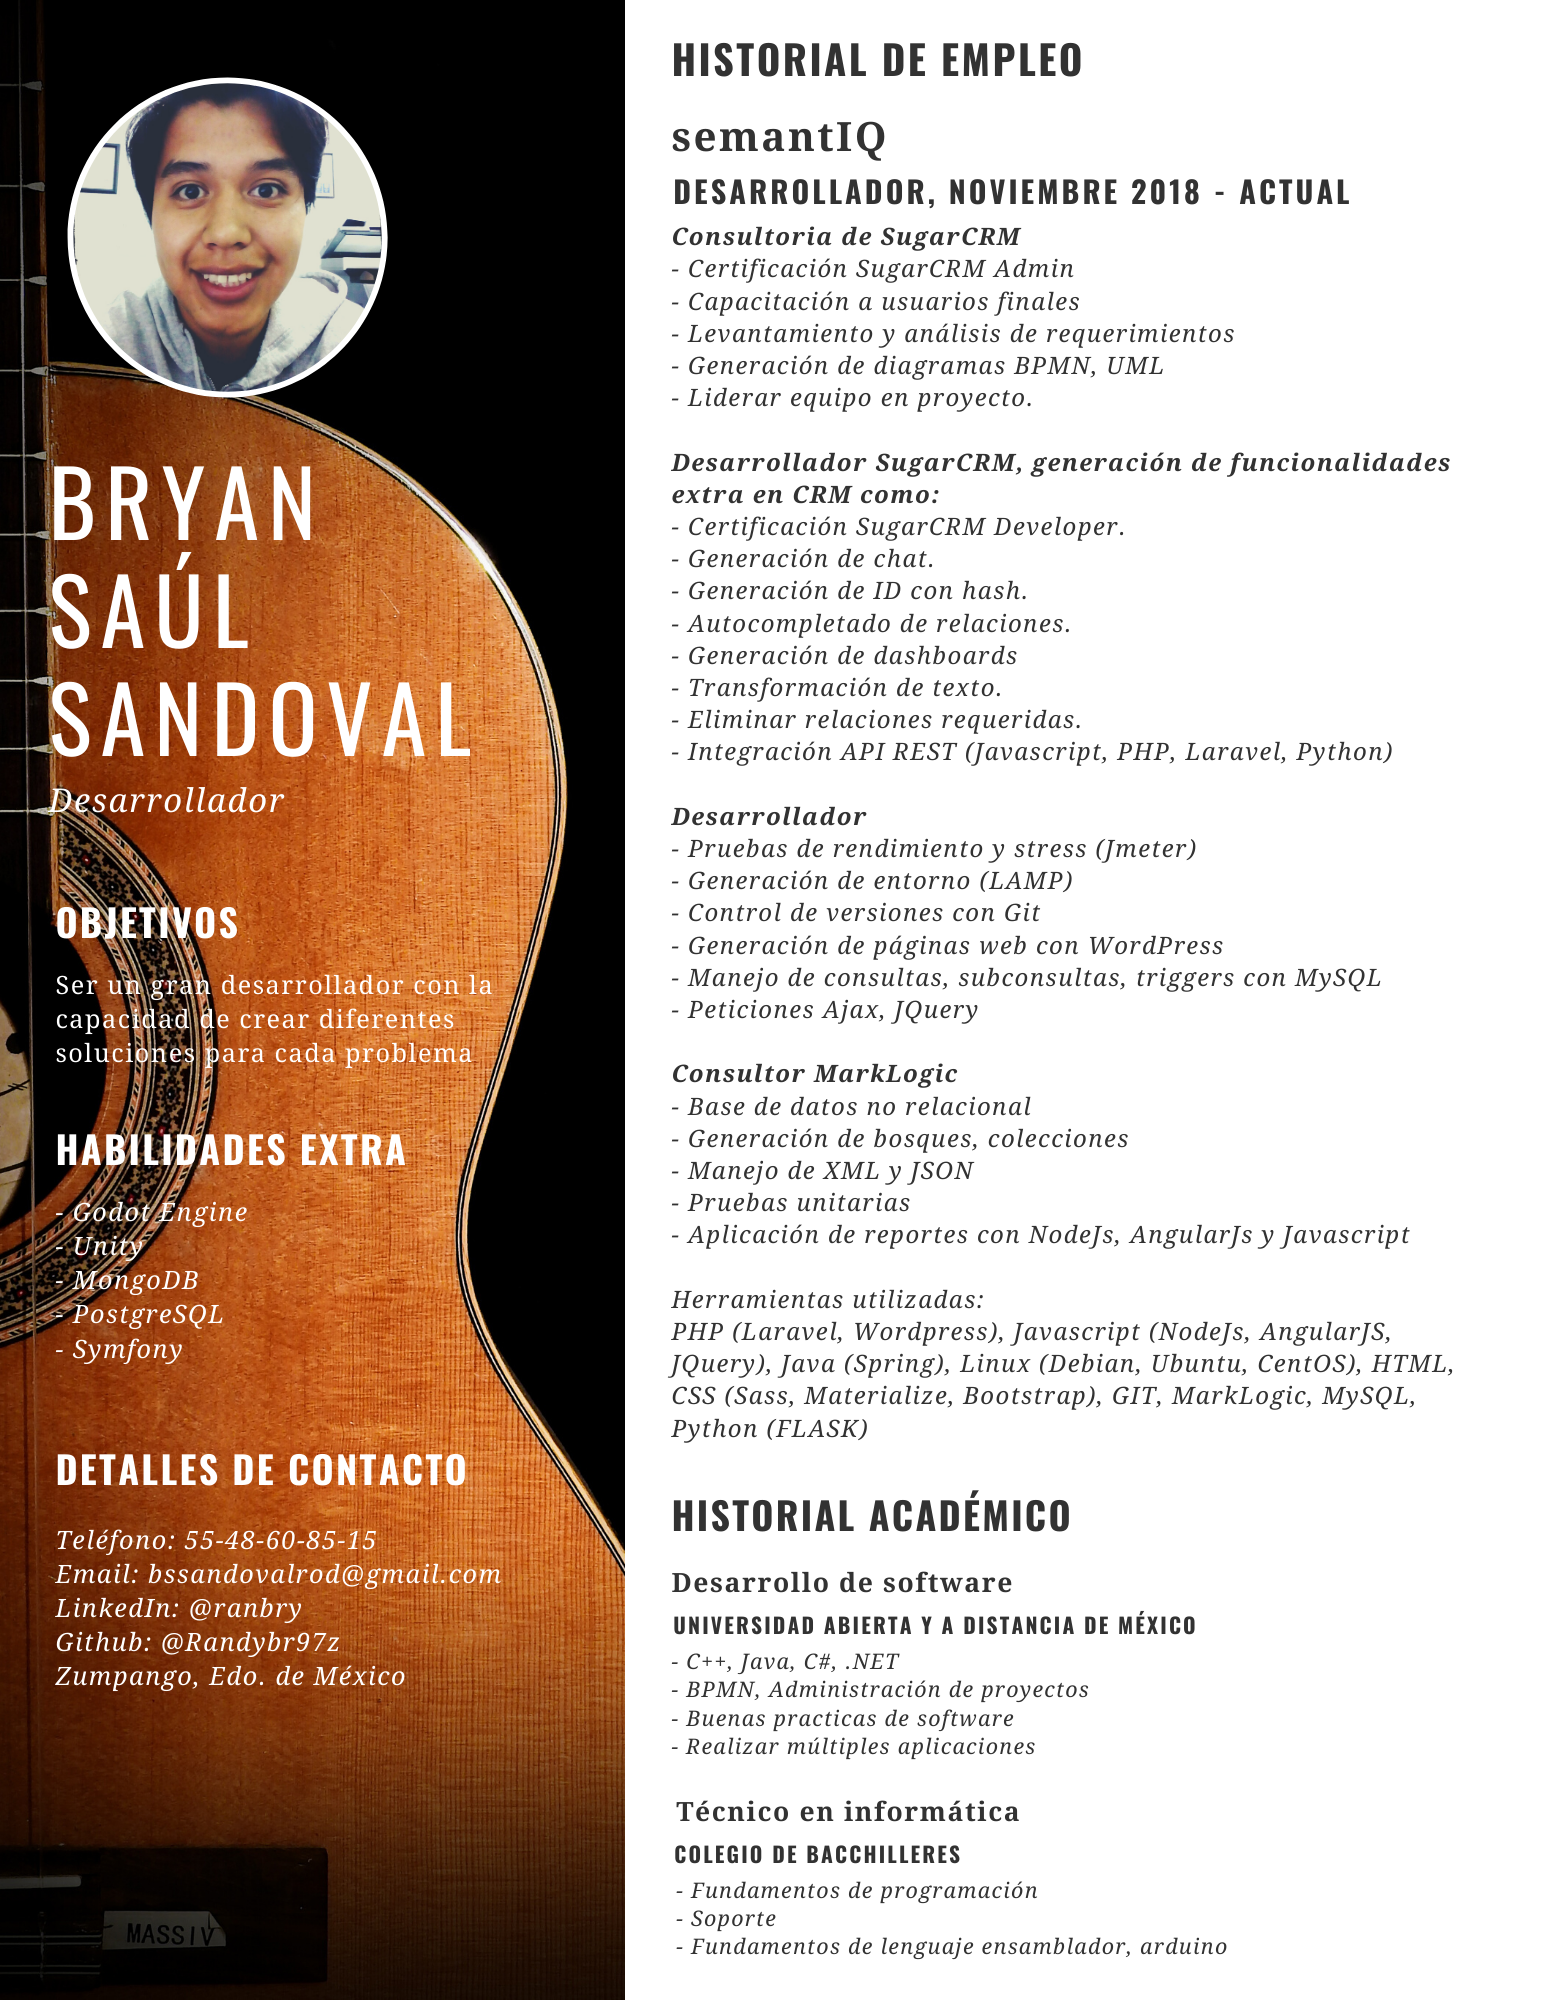 BRYAN
SAÚL
SANDOVAL
Desarrollador
OBJETIVOS
Ser un gran desarrollador con la
capacidad de crear diferentes
soluciones para cada problema
HABILIDADES EXTRA
- Godot Engine
- Unity
- MongoDB
- PostgreSQL
- Symfony
DETALLES DE CONTACTO
Teléfono: 55-48-60-85-15
Email: bssandovalrod@gmail.com
LinkedIn: @ranbry
Github: @Randybr97z
Zumpango, Edo. de México
MASSIV
HISTORIAL DE EMPLEO
semantIQ
DESARROLLADOR, NOVIEMBRE 2018 - ACTUAL
Consultoria de SugarCRM
- Certificación SugarCRM Admin
- Capacitación a usuarios finales
- Levantamiento y análisis de requerimientos
- Generación de diagramas BPMN, UML
- Liderar equipo en proyecto.
Desarrollador SugarCRM, generación de funcionalidades
extra en CRM como:
- Certificación SugarCRM Developer.
- Generación de chat.
- Generación de ID con hash.
- Autocompletado de relaciones.
- Generación de dashboards
- Transformación de texto.
- Eliminar relaciones requeridas.
- Integración API REST (Javascript, PHP, Laravel, Python)
Desarrollador
- Pruebas de rendimiento y stress (Jmeter)
- Generación de entorno (LAMP)
- Control de versiones con Git
- Generación de páginas web con WordPress
- Manejo de consultas, subconsultas, triggers con MySQL
- Peticiones Ajax, JQuery
Consultor MarkLogic
- Base de datos no relacional
- Generación de bosques, colecciones
- Manejo de XML y JSON
- Pruebas unitarias
- Aplicación de reportes con NodeJs, AngularJs y Javascript
Herramientas utilizadas:
PHP (Laravel, Wordpress), Javascript (NodeJs, AngularJS,
JQuery), Java (Spring), Linux (Debian, Ubuntu, CentOS), HTML,
CSS (Sass, Materialize, Bootstrap), GIT, MarkLogic, MySQL,
Python (FLASK)
HISTORIAL ACADÉMICO
Desarrollo de software
UNIVERSIDAD ABIERTA Y A DISTANCIA DE MÉXICO
- C++, Java, C#, .NET
- BPMN, Administración de proyectos
- Buenas practicas de software
- Realizar múltiples aplicaciones
Técnico en informática
COLEGIO DE BACCHILLERES
- Fundamentos de programación
- Soporte
- Fundamentos de lenguaje ensamblador, arduino